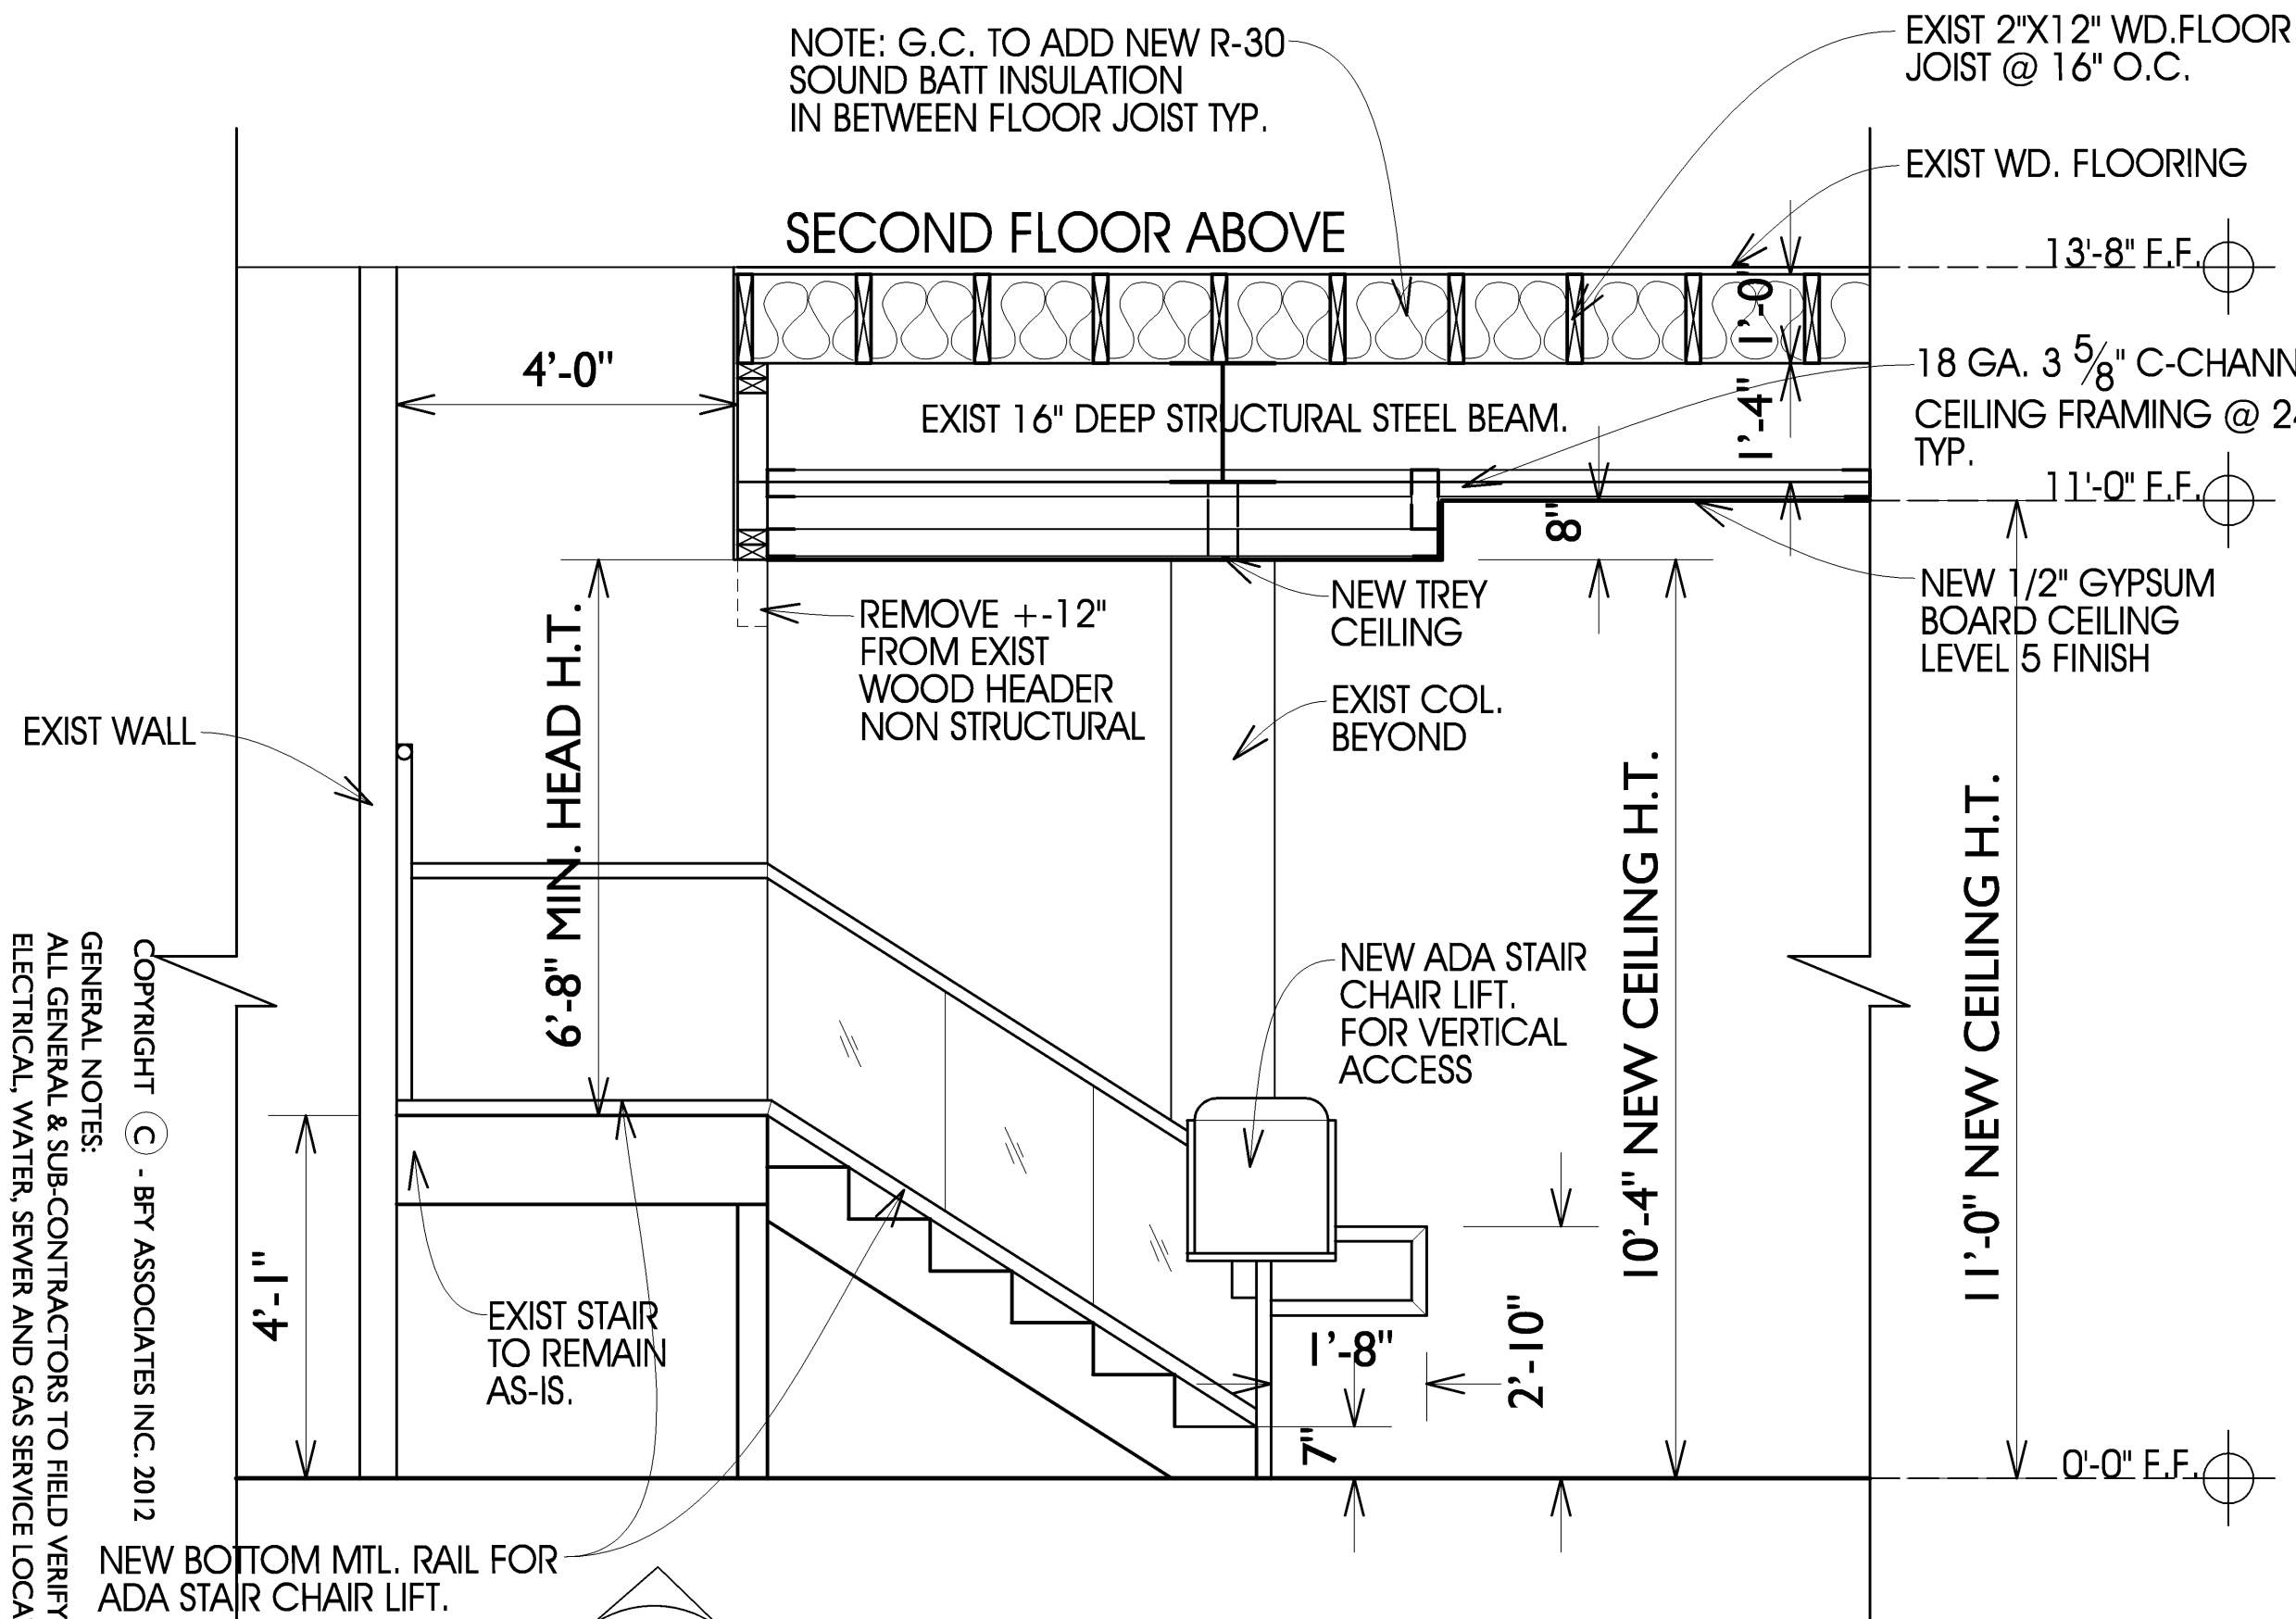 NOTE: G.C. TO ADD NEW R-30
SOUND BATT INSULATION
IN BETWEEN FLOOR JOIST TYP.
EXIST 2"X12" WD.FLOOR
JOIST @ 16" O.C.
EXIST WD. FLOORING
SECOND FLOOR ABOVE
13'-8" F.F.
1'-0"
4'-0"
18 GA. 3 5/8" C-CHANN
CEILING FRAMING @ 24
TYP.
1'-4"
EXIST 16" DEEP STRUCTURAL STEEL BEAM.
11'-0" F.F.
8"
NEW TREY
CEILING
NEW 1/2" GYPSUM
BOARD CEILING
LEVEL 5 FINISH
REMOVE +-12"
FROM EXIST
WOOD HEADER
NON STRUCTURAL
EXIST COL.
BEYOND
EXIST WALL
6'-8" MIN. HEAD H.T.
10'-4" NEW CEILING H.T.
11'-0" NEW CEILING H.T.
NEW ADA STAIR
CHAIR LIFT.
FOR VERTICAL
ACCESS
4'-1"
EXIST STAIR
TO REMAIN
AS-IS.
1'-8"
2'-10"
7"
0'-0" F.F.
NEW BOTTOM MTL. RAIL FOR
ADA STAIR CHAIR LIFT.
COPYRIGHT C - BFY ASSOCIATES INC. 2012
GENERAL NOTES:
ALL GENERAL & SUB-CONTRACTORS TO FIELD VERIFY
ELECTRICAL, WATER, SEWER AND GAS SERVICE LOCA